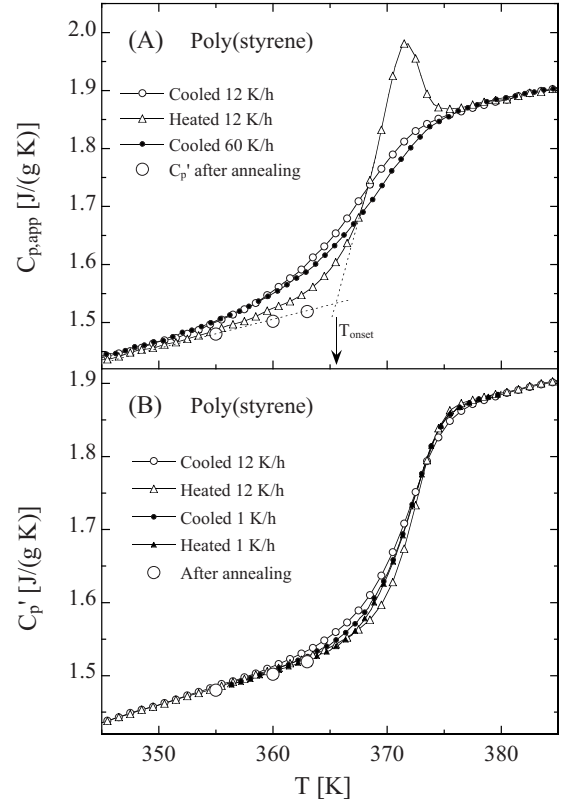 (A) Poly(styrene)
Cooled 12 K/h
Heated 12 K/h
Cooled 60 K/h
Cp' after annealing
Tonset
Cp,app [J/(g K)]
2.0
1.9
1.8
1.7
1.6
1.5
(B) Poly(styrene)
Cooled 12 K/h
Heated 12 K/h
Cooled 1 K/h
Heated 1 K/h
After annealing
Cp' [J/(g K)]
1.9
1.8
1.7
1.6
1.5
350 360 370 380
T [K]